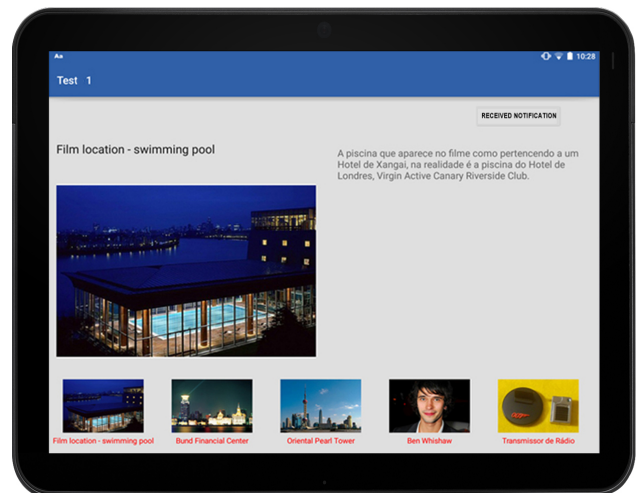 Aa
10:28
Test 1
RECEIVED NOTIFICATION
Film location - swimming pool
A piscina que aparece no filme como pertencendo a um
Hotel de Xangai, na realidade é a piscina do Hotel de
Londres, Virgin Active Canary Riverside Club.
Film location - swimming pool
Bund Financial Center
Oriental Pearl Tower
Ben Whishaw
Transmissor de Rádio